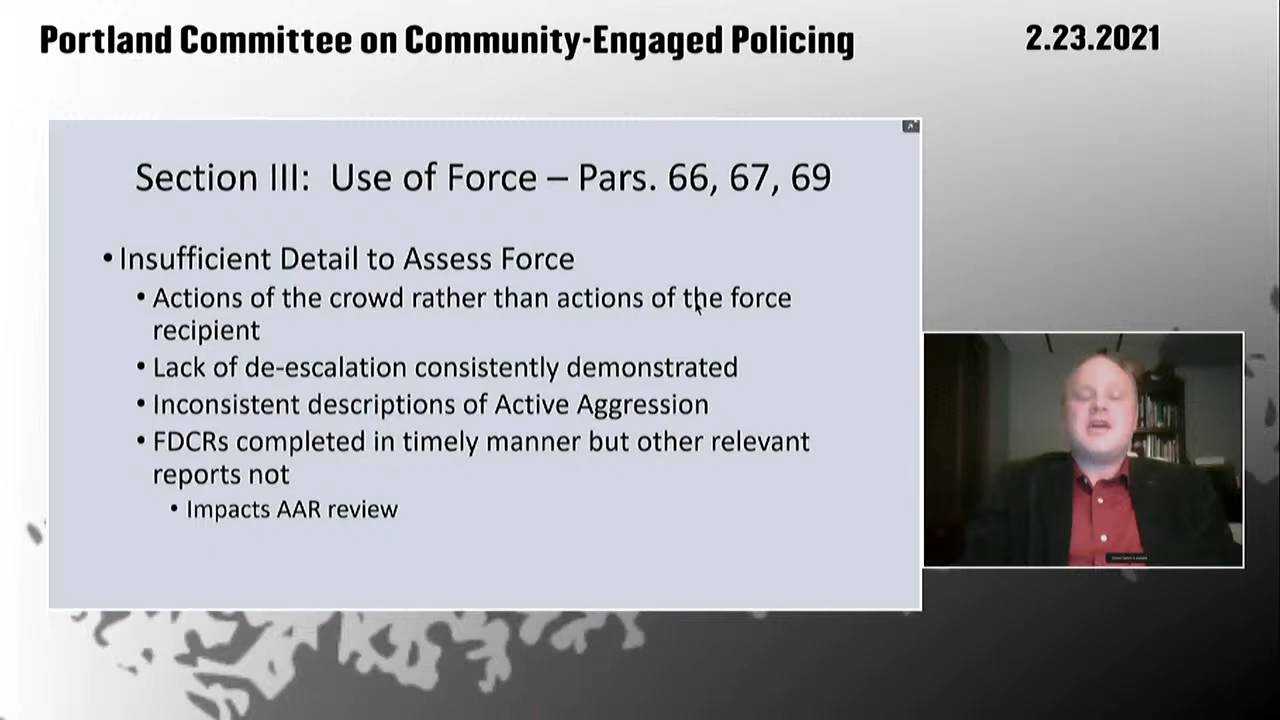 Portland Committee on Community-Engaged Policing
2.23.2021
Section III: Use of Force – Pars. 66, 67, 69
• Insufficient Detail to Assess Force
• Actions of the crowd rather than actions of the force
recipient
• Lack of de-escalation consistently demonstrated
• Inconsistent descriptions of Active Aggression
• FDCRs completed in timely manner but other relevant
reports not
• Impacts AAR review